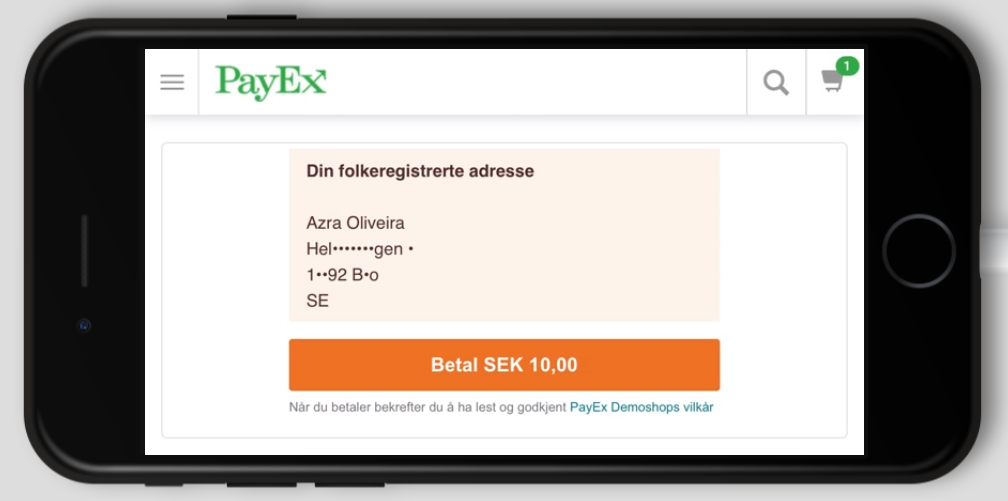 PayEx
1
Din folkeregistrerte adresse
Azra Oliveira
Hel•••••••gen •
1••92 B•o
SE
Betal SEK 10,00
Når du betaler bekrefter du å ha lest og godkjent PayEx Demoshops vilkår